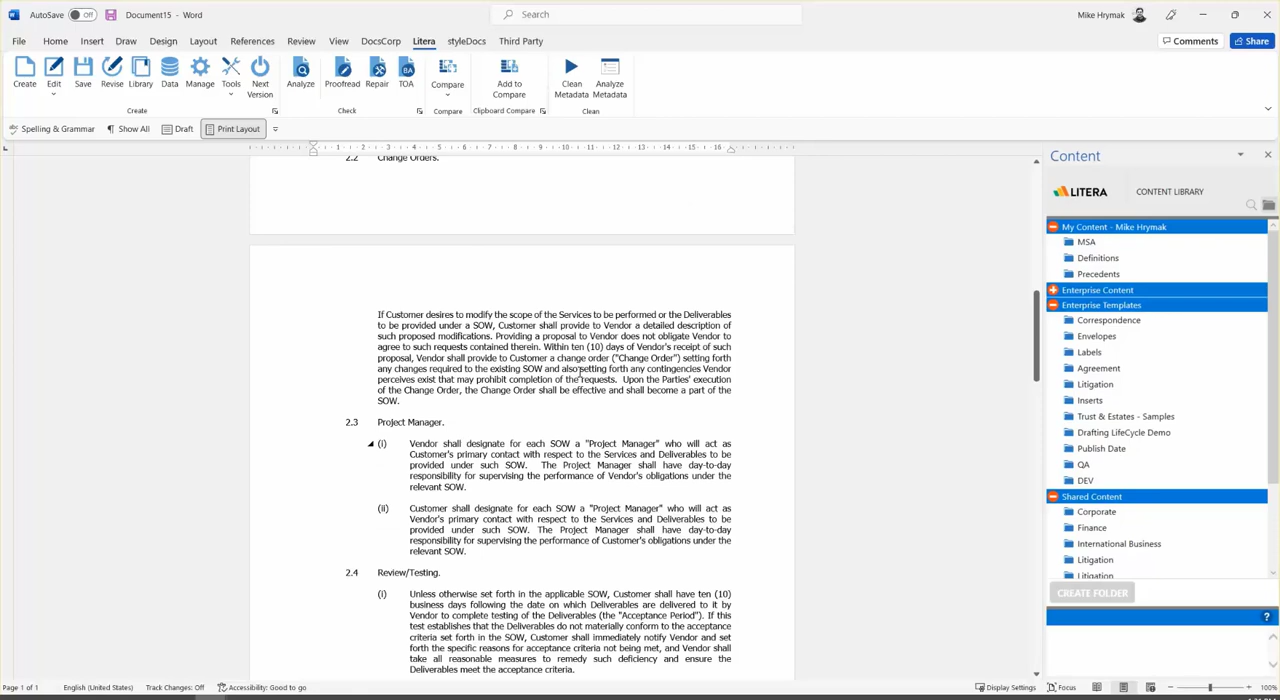 AutoSave Off Document15 - Word Search Mike Hrymak
File Home Insert Draw Design Layout References Review View DocsCorp Litera styleDocs Third Party Comments Share
Create Edit Save Revise Library Data Manage Tools Next Version Analyze Proofread Repair TOA Compare Add to Compare Clean Metadata Analyze Metadata
Create Check Compare Clipboard Compare Clean
Spelling & Grammar Show All Draft Print Layout
1 2 3 4 5 6 7 8 9 10 11 12 13 14 15 16
2.2 Change Orders.
If Customer desires to modify the scope of the Services to be performed or the Deliverables
to be provided under a SOW, Customer shall provide to Vendor a detailed description of
such proposed modifications. Providing a proposal to Vendor does not obligate Vendor to
agree to such requests contained therein. Within ten (10) days of Vendor's receipt of such
proposal, Vendor shall provide to Customer a change order ("Change Order") setting forth
any changes required to the existing SOW and also setting forth any contingencies Vendor
perceives exist that may prohibit completion of the requests. Upon the Parties' execution
of the Change Order, the Change Order shall be effective and shall become a part of the
SOW.
2.3 Project Manager.
(i) Vendor shall designate for each SOW a "Project Manager" who will act as
Customer's primary contact with respect to the Services and Deliverables to be
provided under such SOW. The Project Manager shall have day-to-day
responsibility for supervising the performance of Vendor's obligations under the
relevant SOW.
(ii) Customer shall designate for each SOW a "Project Manager" who will act as
Vendor's primary contact with respect to the Services and Deliverables to be
provided under such SOW. The Project Manager shall have day-to-day
responsibility for supervising the performance of Customer's obligations under the
relevant SOW.
2.4 Review/Testing.
(i) Unless otherwise set forth in the applicable SOW, Customer shall have ten (10)
business days following the date on which Deliverables are delivered to it by
Vendor to complete testing of the Deliverables (the "Acceptance Period"). If this
test establishes that the Deliverables do not materially conform to the acceptance
criteria set forth in the SOW, Customer shall immediately notify Vendor and set
forth the specific reasons for acceptance criteria not being met, and Vendor shall
take all reasonable measures to remedy such deficiency and ensure the
Deliverables meet the acceptance criteria.
Content
LITERA CONTENT LIBRARY
My Content - Mike Hrymak
MSA
Definitions
Precedents
Enterprise Content
Enterprise Templates
Correspondence
Envelopes
Labels
Agreement
Litigation
Inserts
Trust & Estates - Samples
Drafting LifeCycle Demo
Publish Date
QA
DEV
Shared Content
Corporate
Finance
International Business
Litigation
Litigation
CREATE FOLDER
?
Page 1 of 1 English (United States) Track Changes: Off Accessibility: Good to go Display Settings Focus 100%